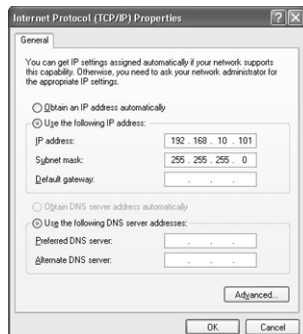 Internet Protocol (TCP/IP) Properties
General
You can get IP settings assigned automatically if your network supports
this capability. Otherwise, you need to ask your network administrator for
the appropriate IP settings.
Obtain an IP address automatically
Use the following IP address:
IP address: 192 . 168 . 10 . 101
Subnet mask: 255 . 255 . 255 . 0
Default gateway: . . .
Obtain DNS server address automatically
Use the following DNS server addresses:
Preferred DNS server: . . .
Alternate DNS server: . . .
Advanced...
OK Cancel